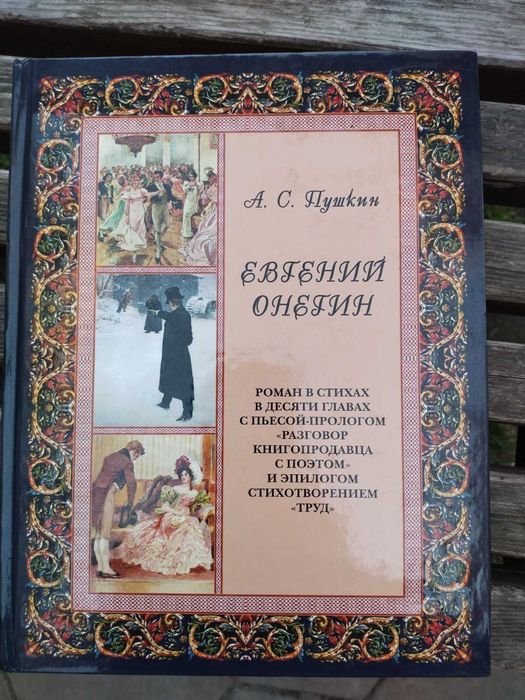 А. С. Пушкин
ЕВГЕНИЙ
ОНЕГИН
РОМАН В СТИХАХ
В ДЕСЯТИ ГЛАВАХ
С ПЬЕСОЙ-ПРОЛОГОМ
«РАЗГОВОР
КНИГОПРОДАВЦА
С ПОЭТОМ»
И ЭПИЛОГОМ
СТИХОТВОРЕНИЕМ
«ТРУД»